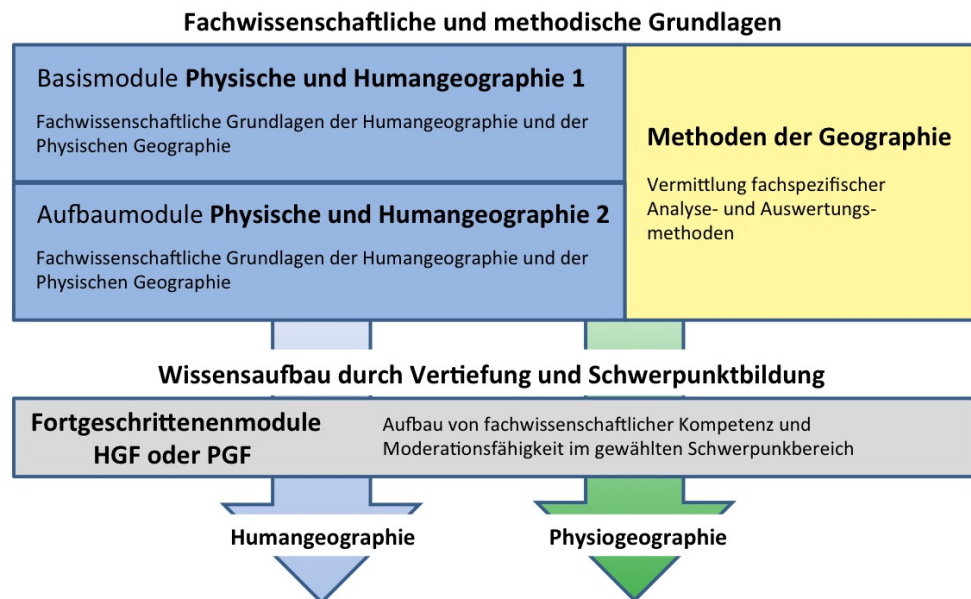 Fachwissenschaftliche und methodische Grundlagen
Basismodule Physische und Humangeographie 1
Fachwissenschaftliche Grundlagen der Humangeographie und der
Physischen Geographie
Aufbaumodule Physische und Humangeographie 2
Fachwissenschaftliche Grundlagen der Humangeographie und der
Physischen Geographie
Methoden der Geographie
Vermittlung fachspezifischer
Analyse- und Auswertungs-
methoden
Wissensaufbau durch Vertiefung und Schwerpunktbildung
Fortgeschrittenenmodule
HGF oder PGF
Aufbau von fachwissenschaftlicher Kompetenz und
Moderationsfähigkeit im gewählten Schwerpunkbereich
Humangeographie
Physiogeographie